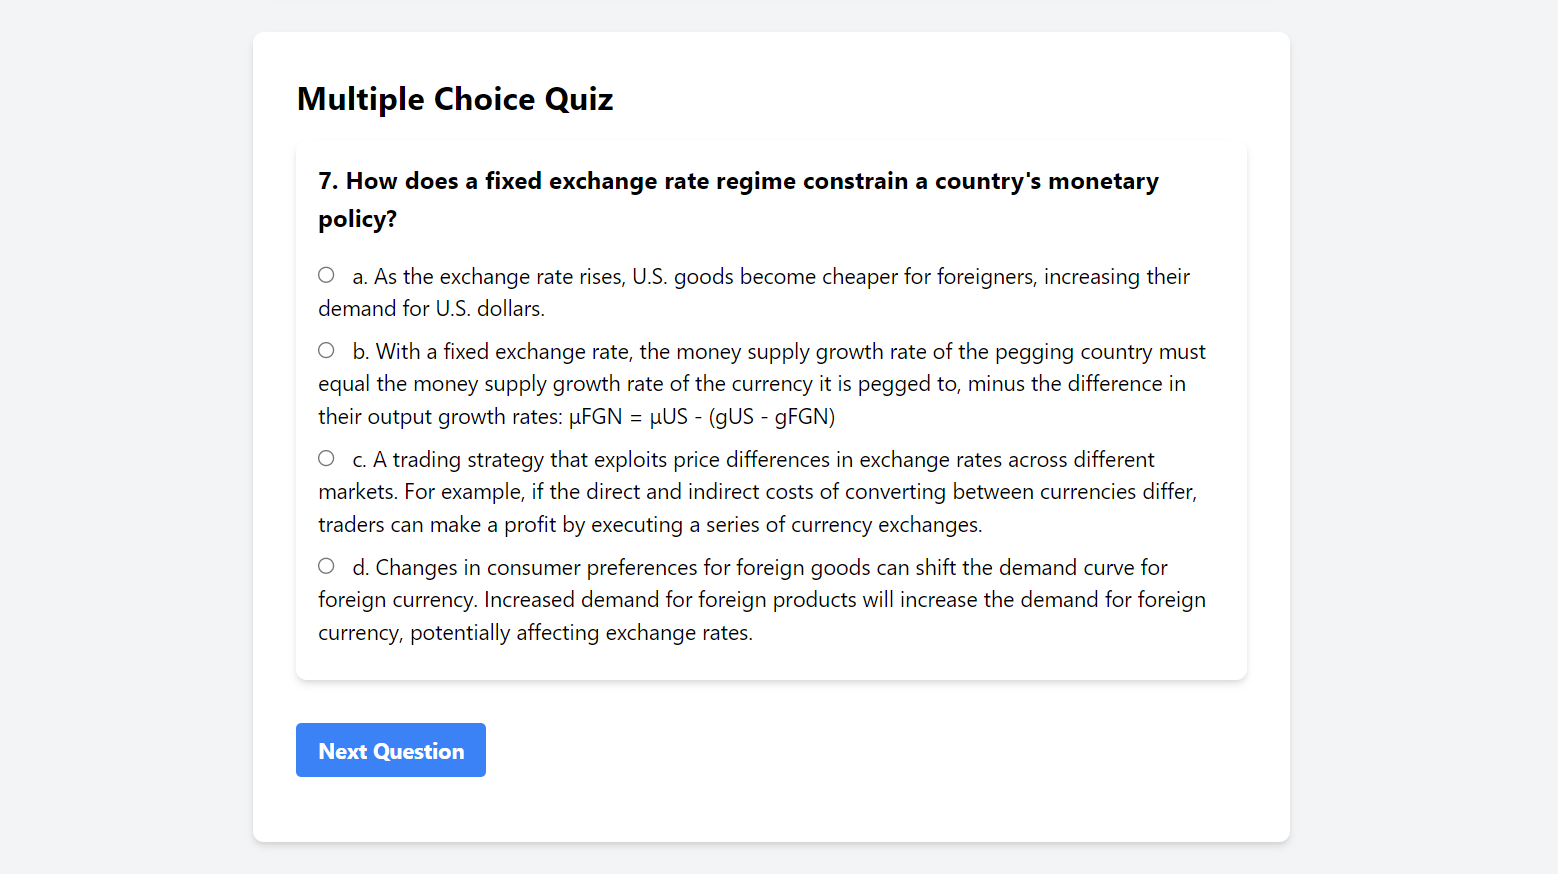 Multiple Choice Quiz
7. How does a fixed exchange rate regime constrain a country's monetary
policy?
a. As the exchange rate rises, U.S. goods become cheaper for foreigners, increasing their
demand for U.S. dollars.
b. With a fixed exchange rate, the money supply growth rate of the pegging country must
equal the money supply growth rate of the currency it is pegged to, minus the difference in
their output growth rates: μFGN = μUS - (gUS - gFGN)
c. A trading strategy that exploits price differences in exchange rates across different
markets. For example, if the direct and indirect costs of converting between currencies differ,
traders can make a profit by executing a series of currency exchanges.
d. Changes in consumer preferences for foreign goods can shift the demand curve for
foreign currency. Increased demand for foreign products will increase the demand for foreign
currency, potentially affecting exchange rates.
Next Question